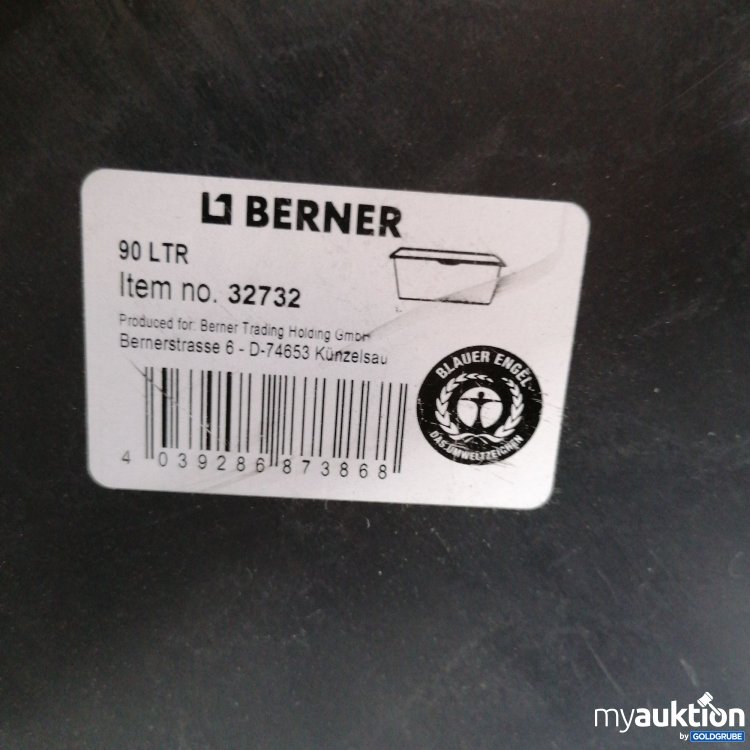 BERNER
90 LTR
Item no. 32732
Produced for: Berner Trading Holding GmbH
Bernerstrasse 6 - D-74653 Künzelsau
BLAUER ENGEL
DAS UMWELTZEICHEN
4 039286 873868
myauktion
by GOLDGRUBE